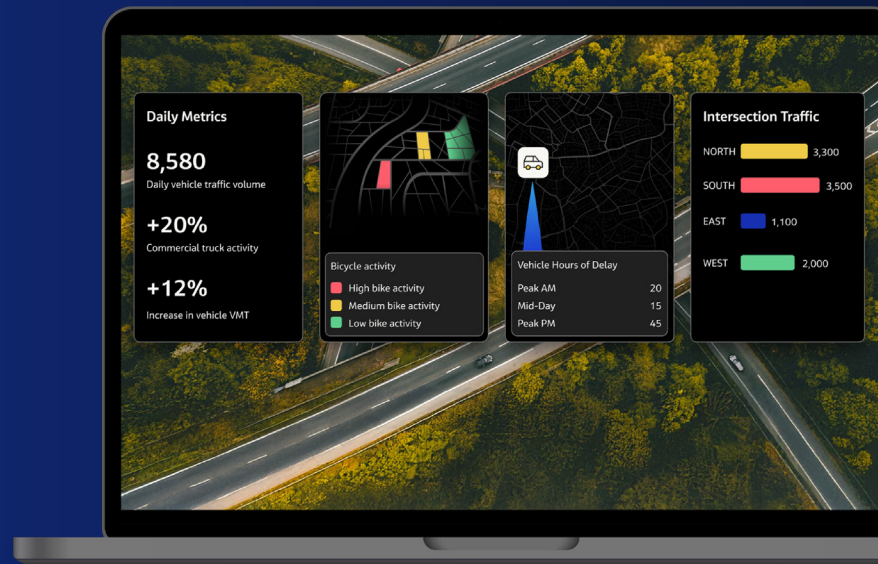 Daily Metrics
8,580
Daily vehicle traffic volume
+20%
Commercial truck activity
+12%
Increase in vehicle VMT
Bicycle activity
High bike activity
Medium bike activity
Low bike activity
Vehicle Hours of Delay
Peak AM 20
Mid-Day 15
Peak PM 45
Intersection Traffic
NORTH 3,300
SOUTH 3,500
EAST 1,100
WEST 2,000